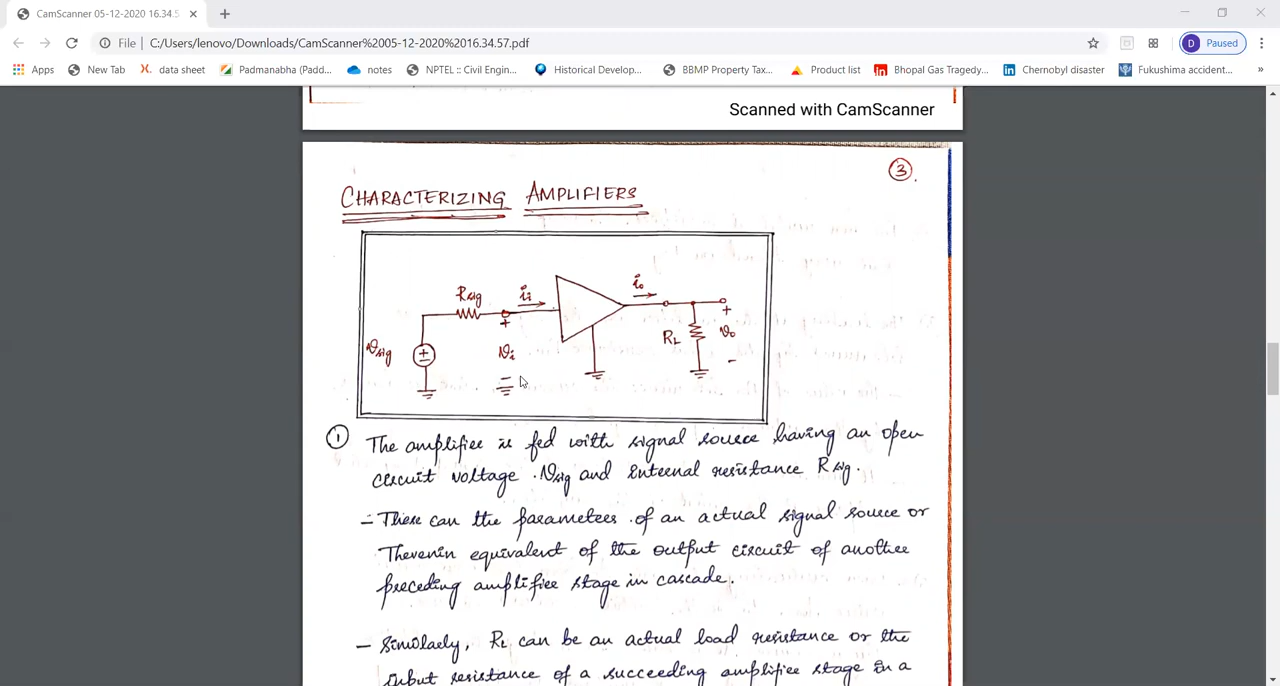 CamScanner 05-12-2020 16.34.5
File
C:/Users/lenovo/Downloads/CamScanner%2005-12-2020%2016.34.57.pdf
D Paused
Apps
New Tab
data sheet
Padmanabha (Padd...
notes
NPTEL :: Civil Engin...
Historical Develop...
BBMP Property Tax...
Product list
Bhopal Gas Tragedy...
Chernobyl disaster
Fukushima accident...
»
Scanned with CamScanner
3
CHARACTERIZING AMPLIFIERS
Rsig
ii
io
+
+
vsig
±
vi
RL
vo
-
-
① The amplifier is fed with signal source having an open
circuit voltage .vsig and internal resistance Rsig.
- These can the parameters of an actual signal source or
Thevenin equivalent of the output circuit of another
preceding amplifier stage in cascade.
- Similarly, RL can be an actual load resistance or the
input resistance of a succeeding amplifier stage in a